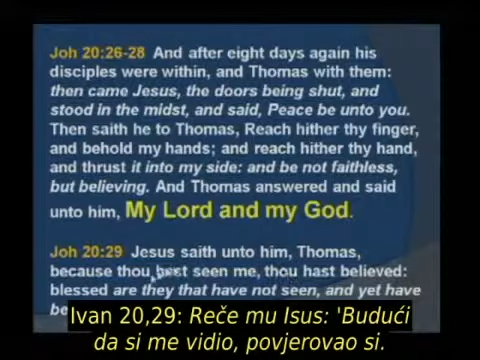 Joh 20:26-28 And after eight days again his
disciples were within, and Thomas with them:
then came Jesus, the doors being shut, and
stood in the midst, and said, Peace be unto you.
Then saith he to Thomas, Reach hither thy finger,
and behold my hands; and reach hither thy hand,
and thrust it into my side: and be not faithless,
but believing. And Thomas answered and said
unto him, My Lord and my God.
Joh 20:29 Jesus saith unto him, Thomas,
because thou hast seen me, thou hast believed:
blessed are they that have not seen, and yet have
Ivan 20,29: Reče mu Isus: 'Budući
da si me vidio, povjerovao si.